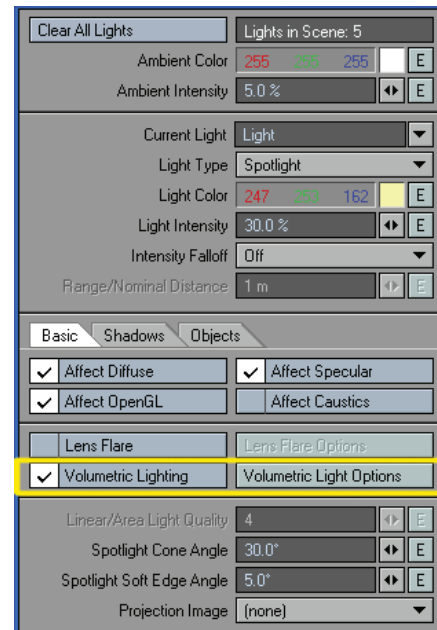 Clear All Lights Lights in Scene: 5
Ambient Color 255 255 255 E
Ambient Intensity 5.0 % E
Current Light Light
Light Type Spotlight
Light Color 247 253 162 E
Light Intensity 30.0 % E
Intensity Falloff Off
Range/Nominal Distance 1 m E
Basic Shadows Objects
Affect Diffuse Affect Specular
Affect OpenGL Affect Caustics
Lens Flare Lens Flare Options
Volumetric Lighting Volumetric Light Options
Linear/Area Light Quality 4 E
Spotlight Cone Angle 30.0° E
Spotlight Soft Edge Angle 5.0° E
Projection Image (none)